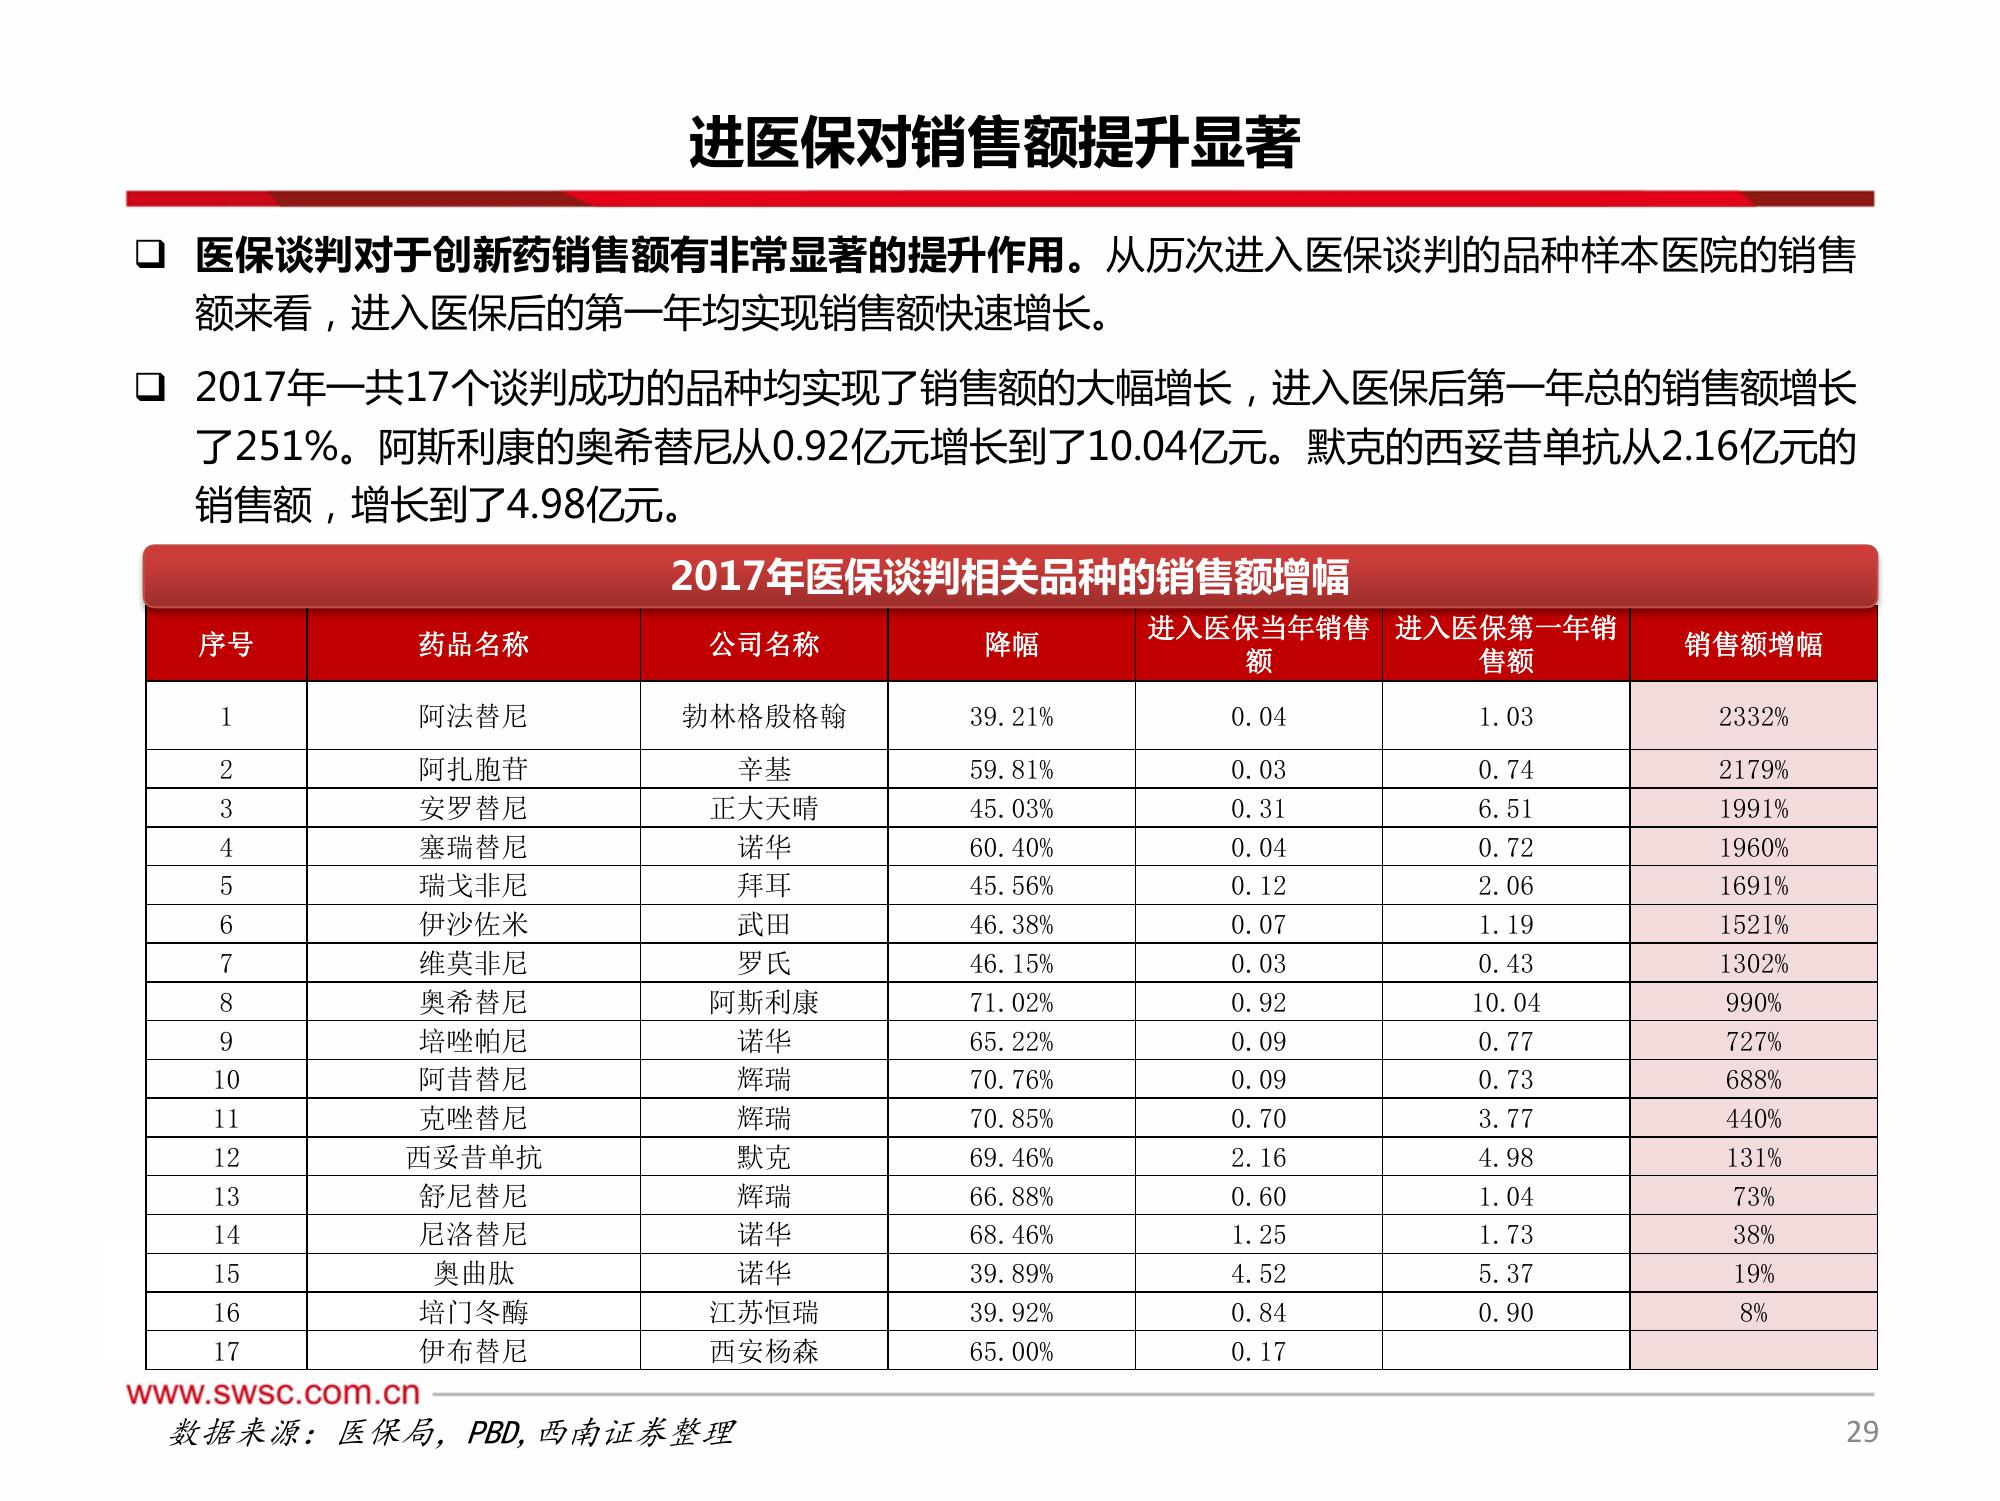 进医保对销售额提升显著
❑ 医保谈判对于创新药销售额有非常显著的提升作用。从历次进入医保谈判的品种样本医院的销售
额来看，进入医保后的第一年均实现销售额快速增长。
❑ 2017年一共17个谈判成功的品种均实现了销售额的大幅增长，进入医保后第一年总的销售额增长
了251%。阿斯利康的奥希替尼从0.92亿元增长到了10.04亿元。默克的西妥昔单抗从2.16亿元的
销售额，增长到了4.98亿元。
2017年医保谈判相关品种的销售额增幅
序号 药品名称 公司名称 降幅 进入医保当年销售额 进入医保第一年销售额 销售额增幅
1 阿法替尼 勃林格殷格翰 39.21% 0.04 1.03 2332%
2 阿扎胞苷 辛基 59.81% 0.03 0.74 2179%
3 安罗替尼 正大天晴 45.03% 0.31 6.51 1991%
4 塞瑞替尼 诺华 60.40% 0.04 0.72 1960%
5 瑞戈非尼 拜耳 45.56% 0.12 2.06 1691%
6 伊沙佐米 武田 46.38% 0.07 1.19 1521%
7 维莫非尼 罗氏 46.15% 0.03 0.43 1302%
8 奥希替尼 阿斯利康 71.02% 0.92 10.04 990%
9 培唑帕尼 诺华 65.22% 0.09 0.77 727%
10 阿昔替尼 辉瑞 70.76% 0.09 0.73 688%
11 克唑替尼 辉瑞 70.85% 0.70 3.77 440%
12 西妥昔单抗 默克 69.46% 2.16 4.98 131%
13 舒尼替尼 辉瑞 66.88% 0.60 1.04 73%
14 尼洛替尼 诺华 68.46% 1.25 1.73 38%
15 奥曲肽 诺华 39.89% 4.52 5.37 19%
16 培门冬酶 江苏恒瑞 39.92% 0.84 0.90 8%
17 伊布替尼 西安杨森 65.00% 0.17
www.swsc.com.cn
数据来源：医保局，PBD,西南证券整理
29